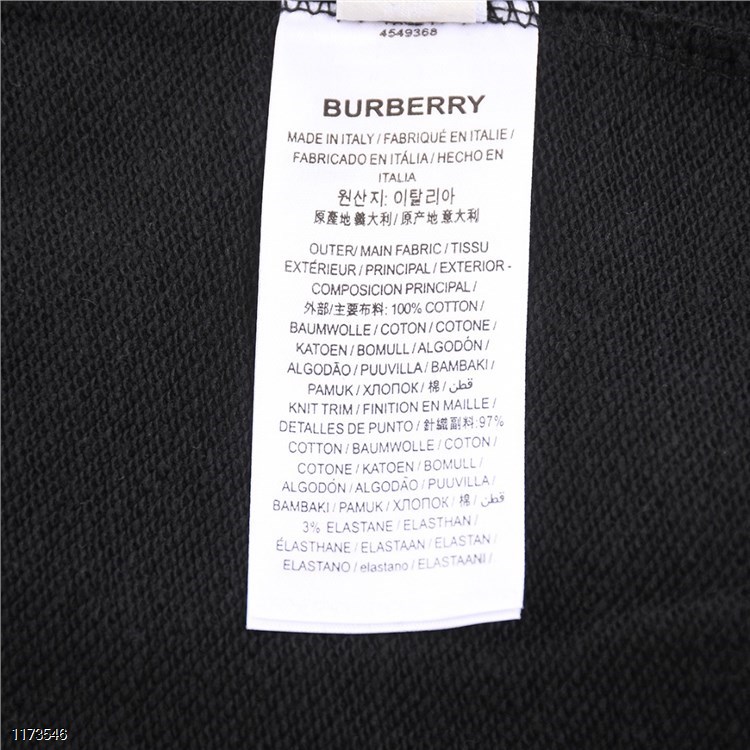 4549368
BURBERRY
MADE IN ITALY / FABRIQUÉ EN ITALIE /
FABRICADO EN ITÁLIA / HECHO EN
ITALIA
원산지: 이탈리아
原產地 義大利 / 原产地 意大利
OUTER/ MAIN FABRIC / TISSU
EXTÉRIEUR / PRINCIPAL / EXTERIOR -
COMPOSICION PRINCIPAL /
外部/主要布料: 100% COTTON /
BAUMWOLLE / COTON / COTONE /
KATOEN / BOMULL / ALGODÓN /
ALGODÃO / PUUVILLA / BAMBAKI /
PAMUK / ХЛОПОК / 棉 / قطن /
KNIT TRIM / FINITION EN MAILLE /
DETALLES DE PUNTO / 針織副料:97%
COTTON / BAUMWOLLE / COTON /
COTONE / KATOEN / BOMULL /
ALGODÓN / ALGODÃO / PUUVILLA /
BAMBAKI / PAMUK / ХЛОПОК / 棉 / قطن
3% ELASTANE / ELASTHAN /
ÉLASTHANE / ELASTAAN / ELASTAN /
ELASTANO / elastano / ELASTAANI /
1173546